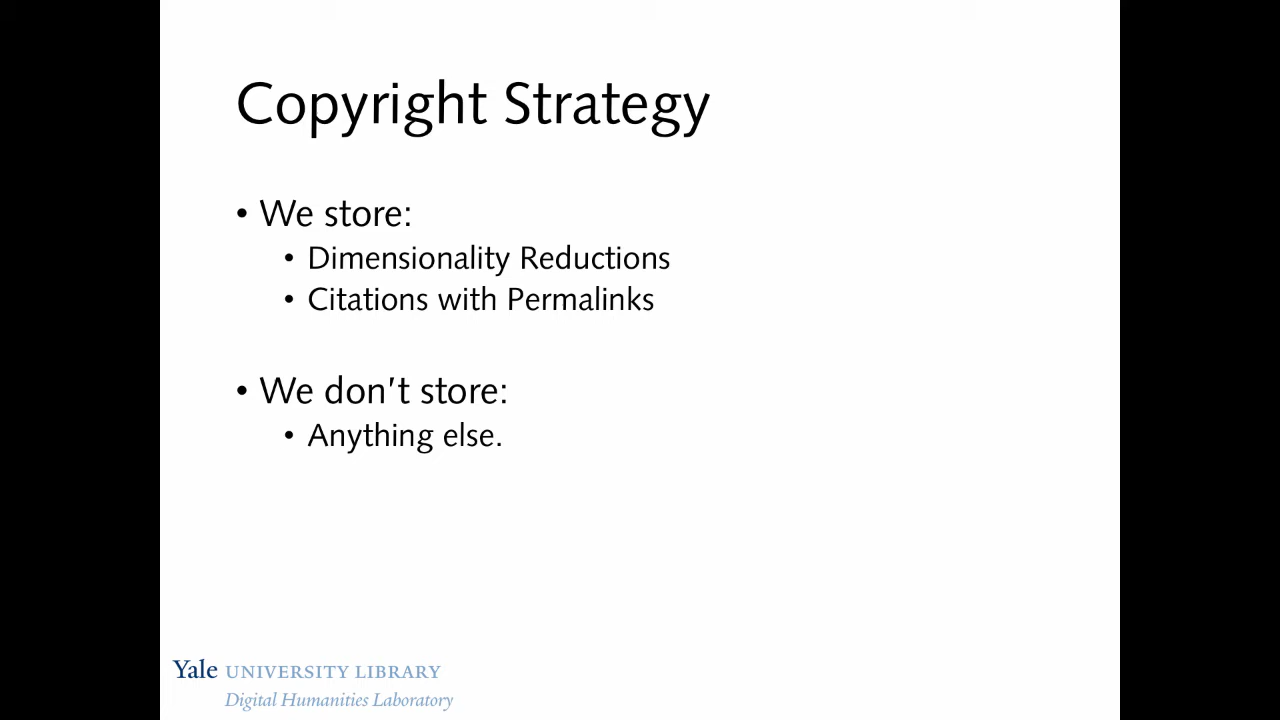 Copyright Strategy
• We store:
• Dimensionality Reductions
• Citations with Permalinks
• We don't store:
• Anything else.
Yale UNIVERSITY LIBRARY
Digital Humanities Laboratory